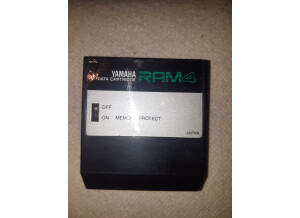 YAMAHA
DATA CARTRIDGE RAM4
OFF
ON MEMORY PROTECT
JAPAN